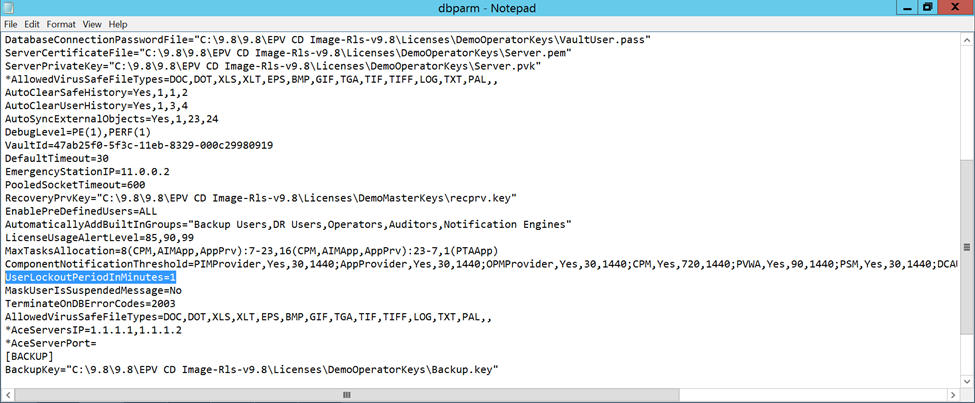 dbparm - Notepad
File Edit Format View Help
DatabaseConnectionPasswordFile="C:\9.8\9.8\EPV CD Image-Rls-v9.8\Licenses\DemoOperatorKeys\VaultUser.pass"
ServerCertificateFile="C:\9.8\9.8\EPV CD Image-Rls-v9.8\Licenses\DemoOperatorKeys\Server.pem"
ServerPrivateKey="C:\9.8\9.8\EPV CD Image-Rls-v9.8\Licenses\DemoOperatorKeys\Server.pvk"
*AllowedVirusSafeFileTypes=DOC,DOT,XLS,XLT,EPS,BMP,GIF,TGA,TIF,TIFF,LOG,TXT,PAL,,
AutoClearSafeHistory=Yes,1,1,2
AutoClearUserHistory=Yes,1,3,4
AutoSyncExternalObjects=Yes,1,23,24
DebugLevel=PE(1),PERF(1)
VaultId=47ab25f0-5f3c-11eb-8329-000c29980919
DefaultTimeout=30
EmergencyStationIP=11.0.0.2
PooledSocketTimeout=600
RecoveryPrvKey="C:\9.8\9.8\EPV CD Image-Rls-v9.8\Licenses\DemoMasterKeys\recprv.key"
EnablePreDefinedUsers=ALL
AutomaticallyAddBuiltInGroups="Backup Users,DR Users,Operators,Auditors,Notification Engines"
LicenseUsageAlertLevel=85,90,99
MaxTasksAllocation=8(CPM,AIMApp,AppPrv):7-23,16(CPM,AIMApp,AppPrv):23-7,1(PTAApp)
ComponentNotificationThreshold=PIMProvider,Yes,30,1440;AppProvider,Yes,30,1440;OPMProvider,Yes,30,1440;CPM,Yes,720,1440;PVWA,Yes,90,1440;PSM,Yes,30,1440;DCAU
UserLockoutPeriodInMinutes=1
MaskUserIsSuspendedMessage=No
TerminateOnDBErrorCodes=2003
AllowedVirusSafeFileTypes=DOC,DOT,XLS,XLT,EPS,BMP,GIF,TGA,TIF,TIFF,LOG,TXT,PAL,,
*AceServersIP=1.1.1.1,1.1.1.2
*AceServerPort=
[BACKUP]
BackupKey="C:\9.8\9.8\EPV CD Image-Rls-v9.8\Licenses\DemoOperatorKeys\Backup.key"